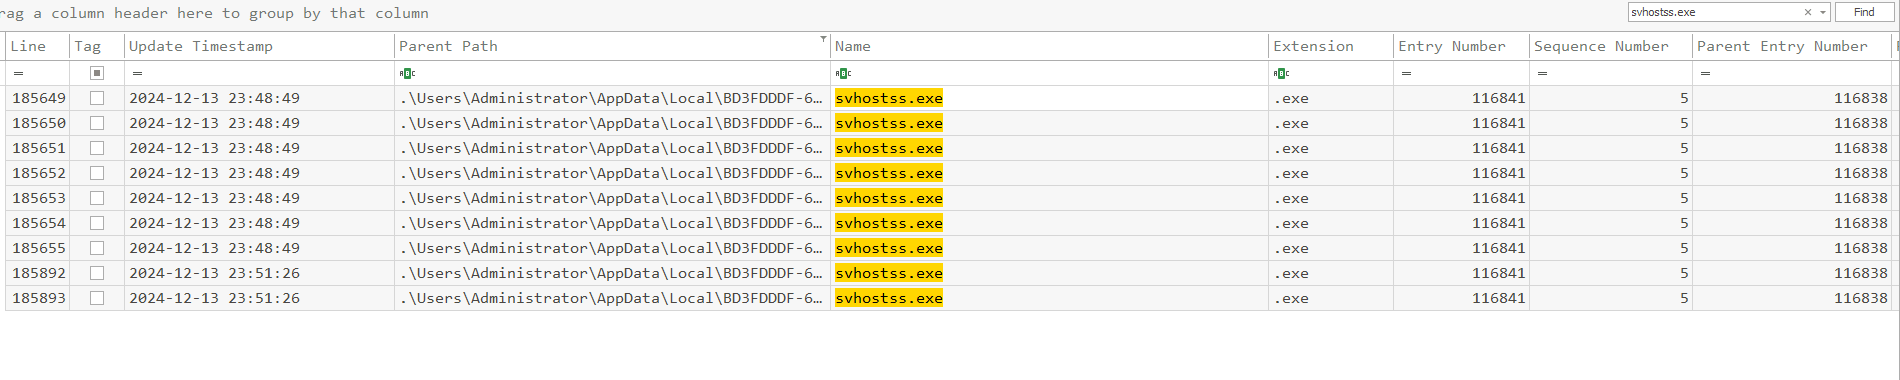 rag a column header here to group by that column svhostss.exe Find
Line Tag Update Timestamp Parent Path Name Extension Entry Number Sequence Number Parent Entry Number
= = ABC ABC ABC = = =
185649 2024-12-13 23:48:49 .\Users\Administrator\AppData\Local\BD3FDDDF-6… svhostss.exe .exe 116841 5 116838
185650 2024-12-13 23:48:49 .\Users\Administrator\AppData\Local\BD3FDDDF-6… svhostss.exe .exe 116841 5 116838
185651 2024-12-13 23:48:49 .\Users\Administrator\AppData\Local\BD3FDDDF-6… svhostss.exe .exe 116841 5 116838
185652 2024-12-13 23:48:49 .\Users\Administrator\AppData\Local\BD3FDDDF-6… svhostss.exe .exe 116841 5 116838
185653 2024-12-13 23:48:49 .\Users\Administrator\AppData\Local\BD3FDDDF-6… svhostss.exe .exe 116841 5 116838
185654 2024-12-13 23:48:49 .\Users\Administrator\AppData\Local\BD3FDDDF-6… svhostss.exe .exe 116841 5 116838
185655 2024-12-13 23:48:49 .\Users\Administrator\AppData\Local\BD3FDDDF-6… svhostss.exe .exe 116841 5 116838
185892 2024-12-13 23:51:26 .\Users\Administrator\AppData\Local\BD3FDDDF-6… svhostss.exe .exe 116841 5 116838
185893 2024-12-13 23:51:26 .\Users\Administrator\AppData\Local\BD3FDDDF-6… svhostss.exe .exe 116841 5 116838